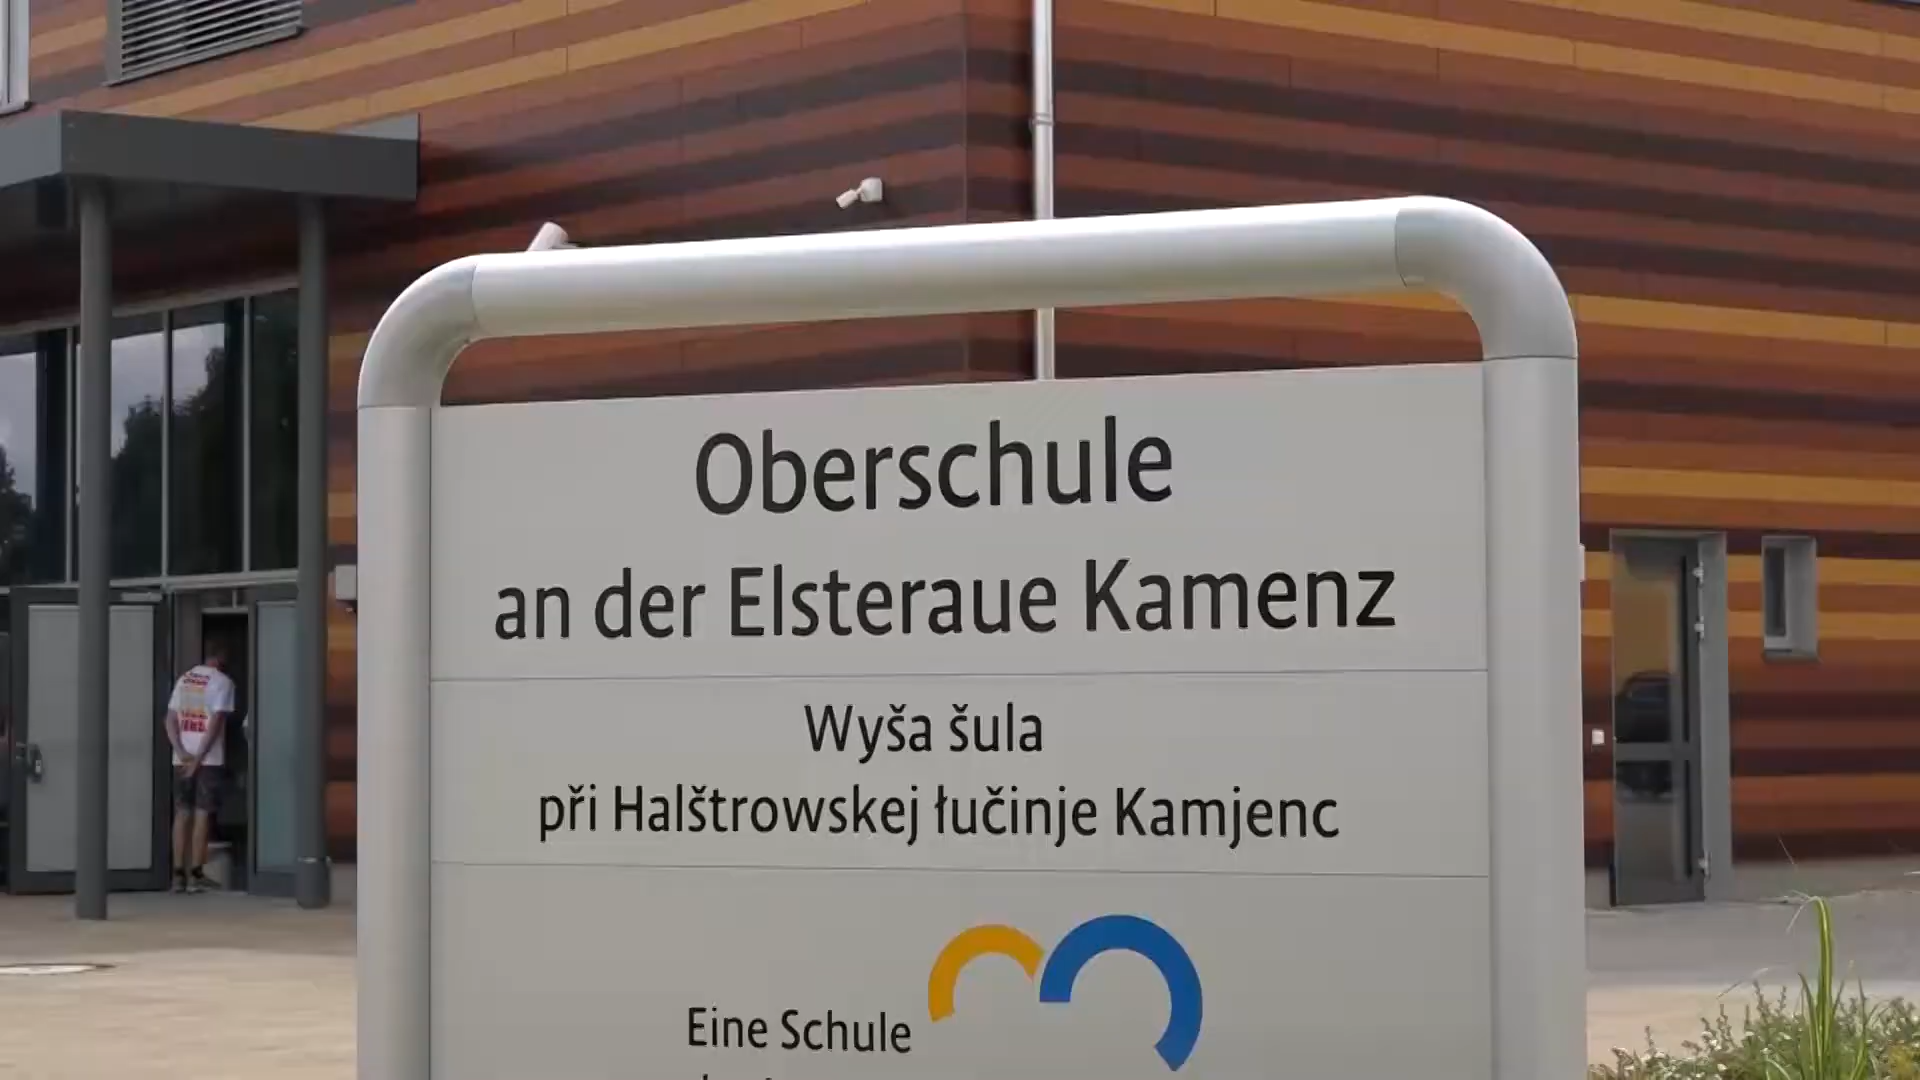 Oberschule
an der Elsteraue Kamenz
Wyša šula
při Halštrowskej łučinje Kamjenc
Eine Schule